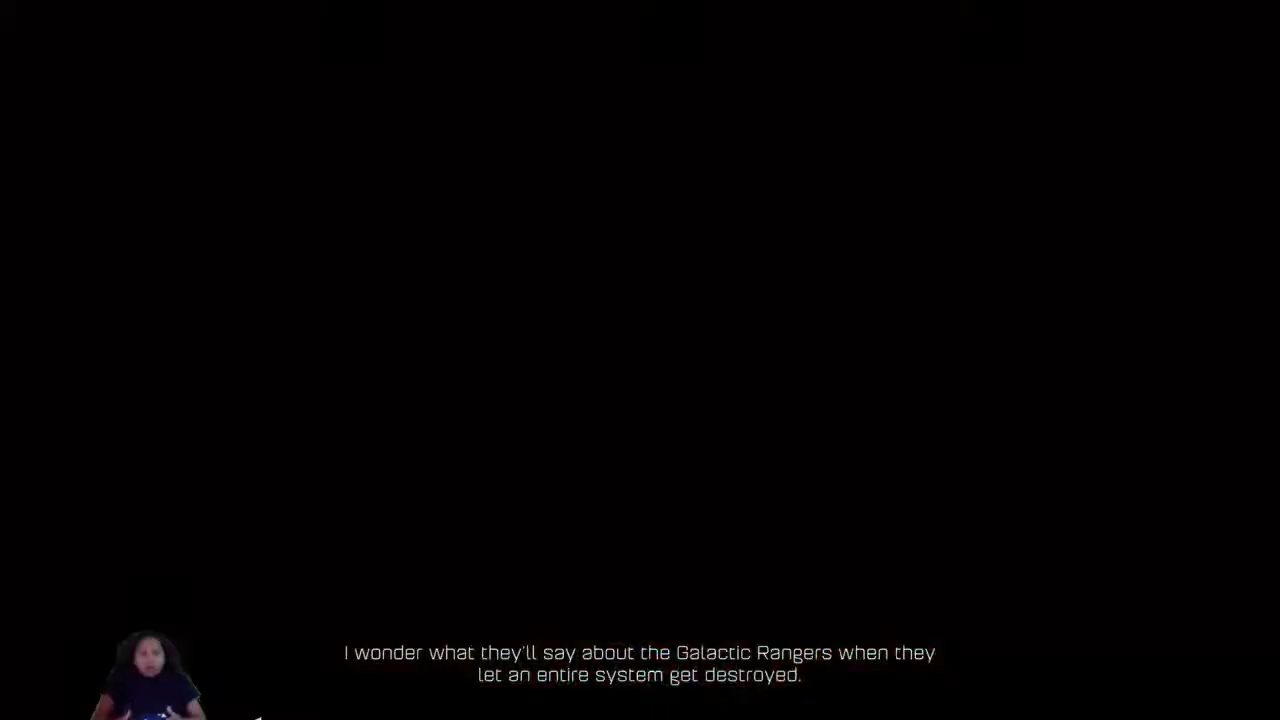 I wonder what they'll say about the Galactic Rangers when they
let an entire system get destroyed.